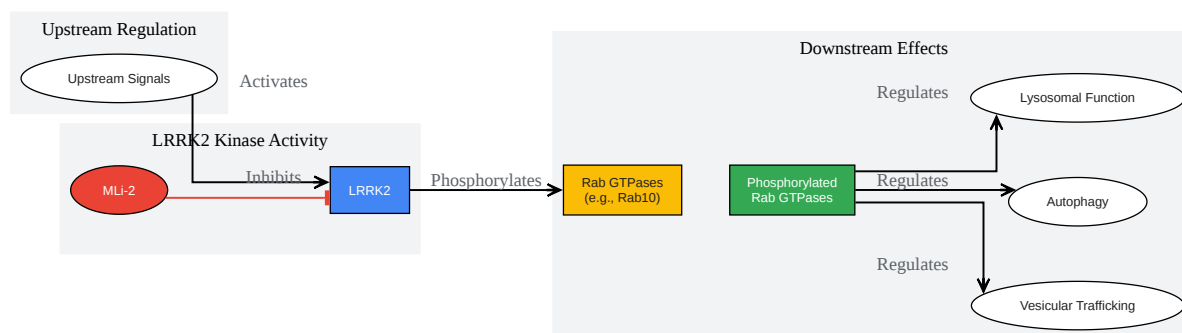 Upstream Regulation
Upstream Signals
Activates
LRRK2 Kinase Activity
MLi-2
Inhibits
LRRK2
Phosphorylates
Downstream Effects
Rab GTPases
(e.g., Rab10)
Phosphorylated
Rab GTPases
Regulates
Lysosomal Function
Regulates
Autophagy
Regulates
Vesicular Trafficking